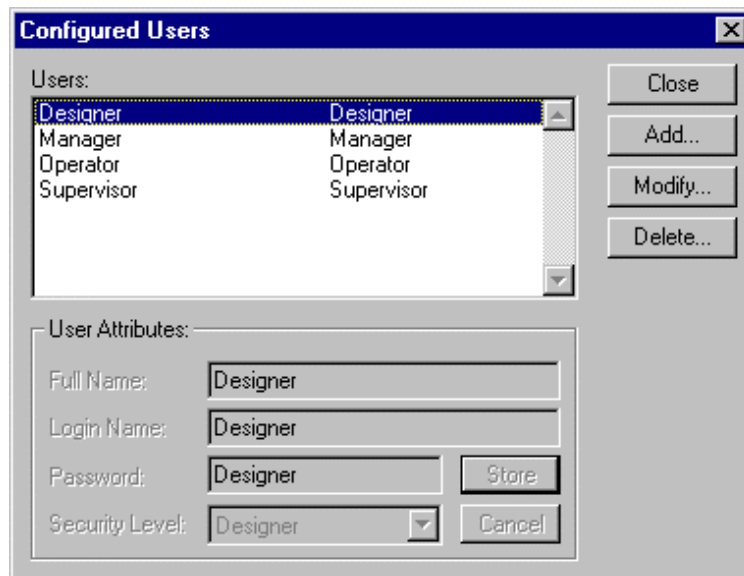 Configured Users
Users:
Designer Designer
Manager Manager
Operator Operator
Supervisor Supervisor
Close
Add...
Modify...
Delete...
User Attributes:
Full Name: Designer
Login Name: Designer
Password: Designer Store
Security Level: Designer Cancel